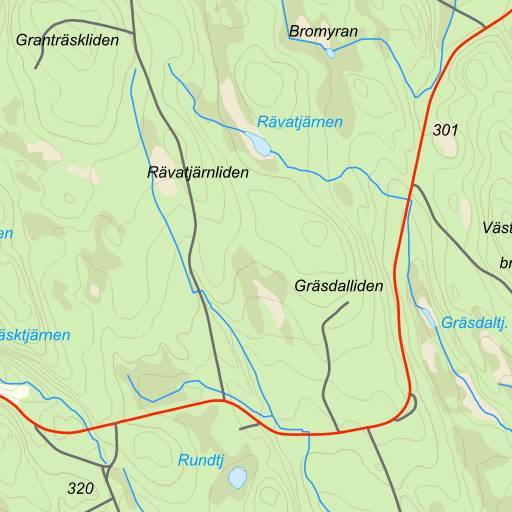 Granträskliden
Bromyran
Rävatjärnen
301
Rävatjärnliden
Väst
en
br
Gräsdalliden
Gräsdaltj.
äsktjärnen
Rundtj
320